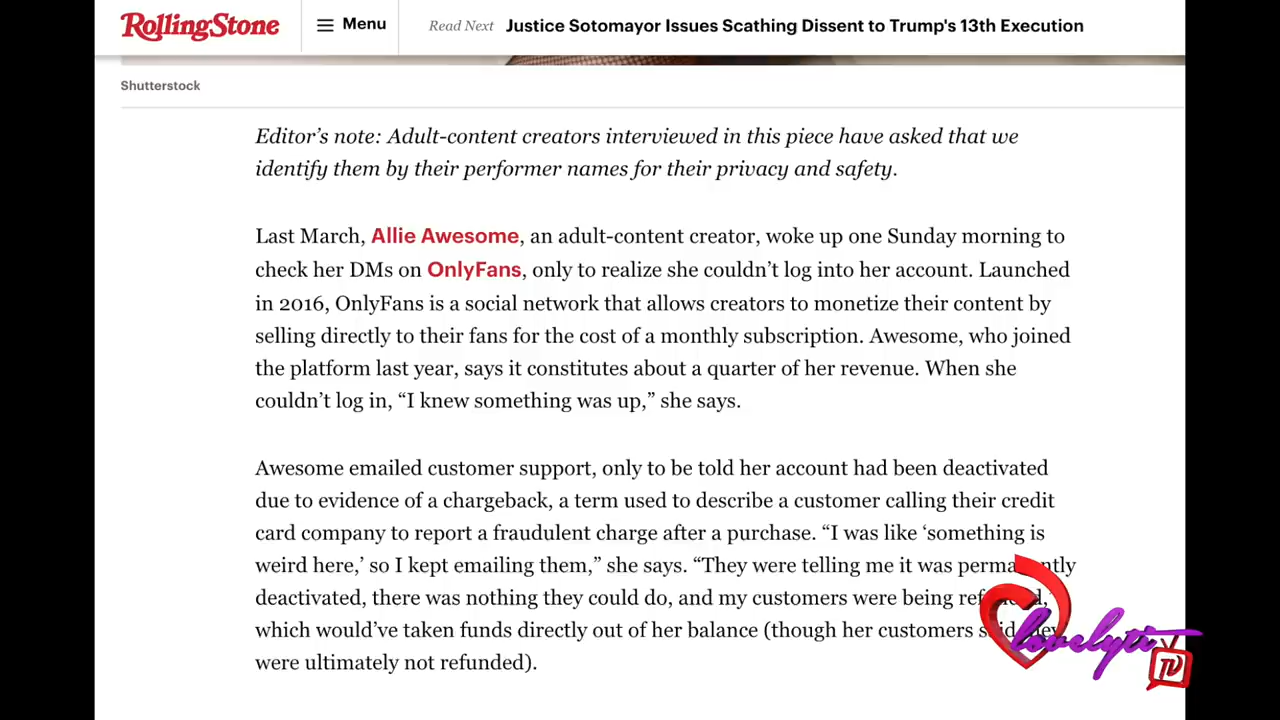 RollingStone
Menu
Read Next
Justice Sotomayor Issues Scathing Dissent to Trump's 13th Execution
Shutterstock
Editor’s note: Adult-content creators interviewed in this piece have asked that we
identify them by their performer names for their privacy and safety.
Last March, Allie Awesome, an adult-content creator, woke up one Sunday morning to
check her DMs on OnlyFans, only to realize she couldn’t log into her account. Launched
in 2016, OnlyFans is a social network that allows creators to monetize their content by
selling directly to their fans for the cost of a monthly subscription. Awesome, who joined
the platform last year, says it constitutes about a quarter of her revenue. When she
couldn’t log in, “I knew something was up,” she says.
Awesome emailed customer support, only to be told her account had been deactivated
due to evidence of a chargeback, a term used to describe a customer calling their credit
card company to report a fraudulent charge after a purchase. “I was like ‘something is
weird here,’ so I kept emailing them,” she says. “They were telling me it was permanently
deactivated, there was nothing they could do, and my customers were being refunded,”
which would’ve taken funds directly out of her balance (though her customers said they
were ultimately not refunded).
lovelyti
TV